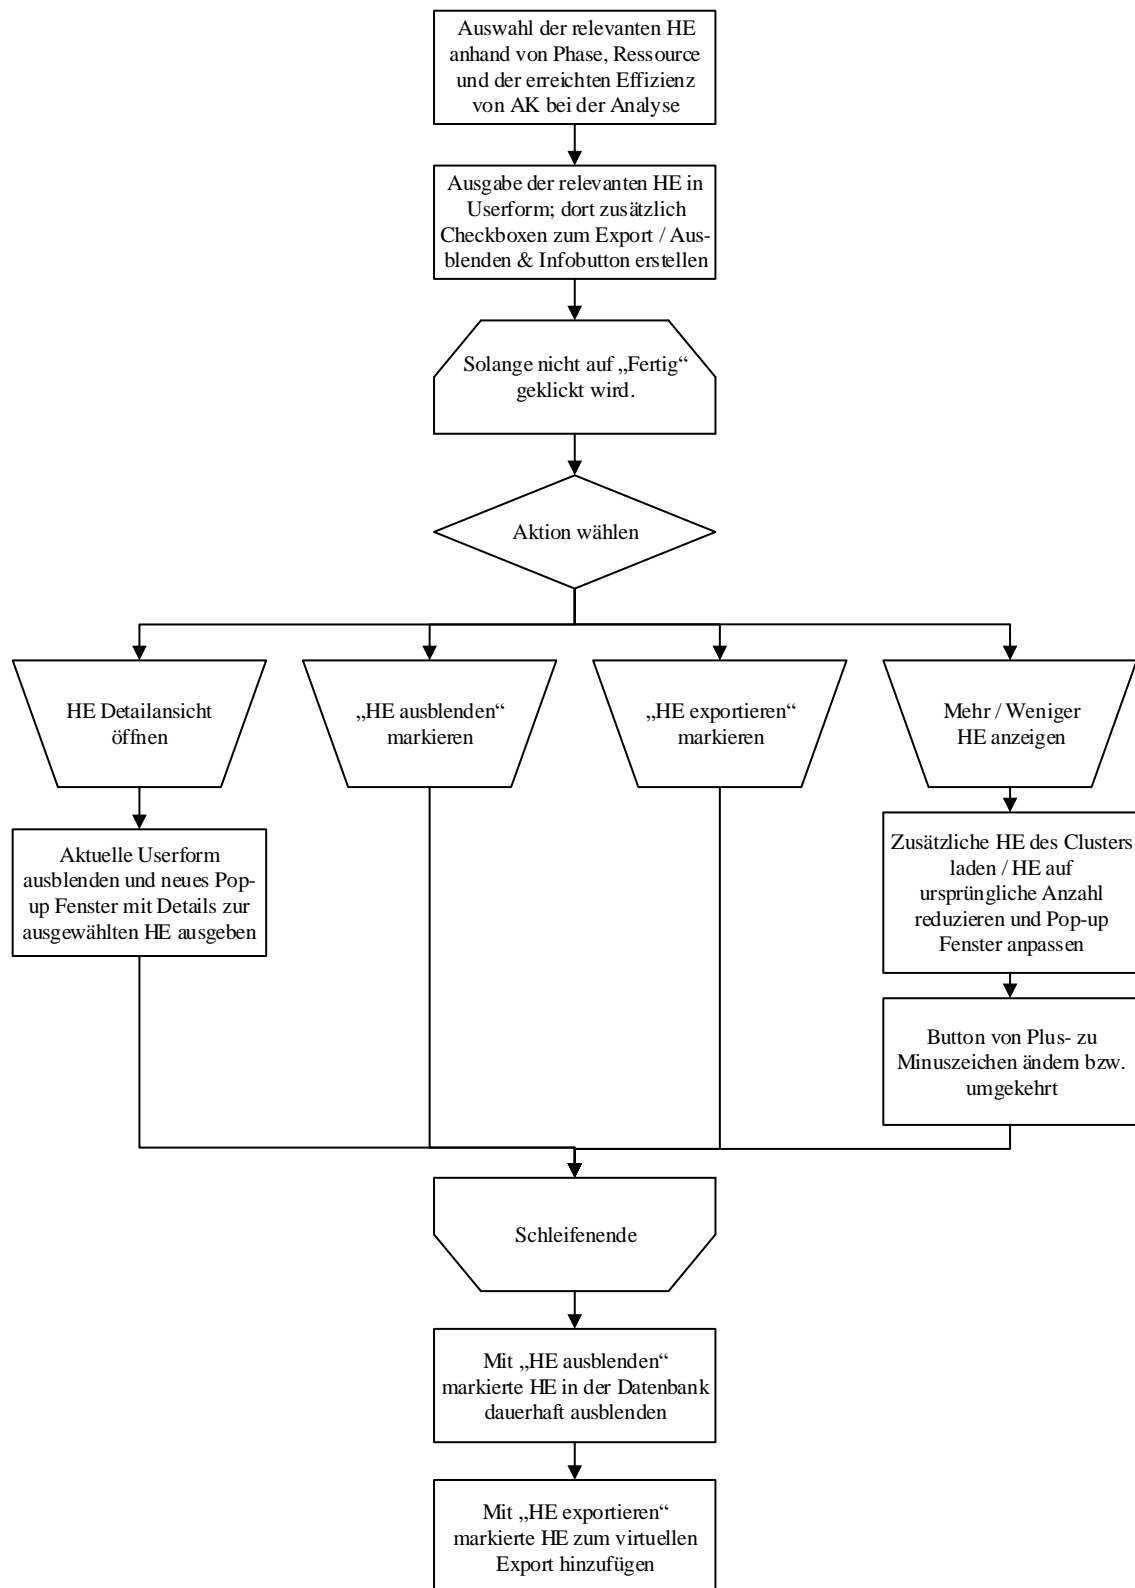 Auswahl der relevanten HE
anhand von Phase, Ressource
und der erreichten Effizienz
von AK bei der Analyse
Ausgabe der relevanten HE in
Userform; dort zusätzlich
Checkboxen zum Export / Aus-
blenden & Infobutton erstellen
Solange nicht auf „Fertig“
geklickt wird.
Aktion wählen
HE Detailansicht
öffnen
„HE ausblenden“
markieren
„HE exportieren“
markieren
Mehr / Weniger
HE anzeigen
Aktuelle Userform
ausblenden und neues Pop-
up Fenster mit Details zur
ausgewählten HE ausgeben
Zusätzliche HE des Clusters
laden / HE auf
ursprüngliche Anzahl
reduzieren und Pop-up
Fenster anpassen
Button von Plus- zu
Minuszeichen ändern bzw.
umgekehrt
Schleifenende
Mit „HE ausblenden“
markierte HE in der Datenbank
dauerhaft ausblenden
Mit „HE exportieren“
markierte HE zum virtuellen
Export hinzufügen